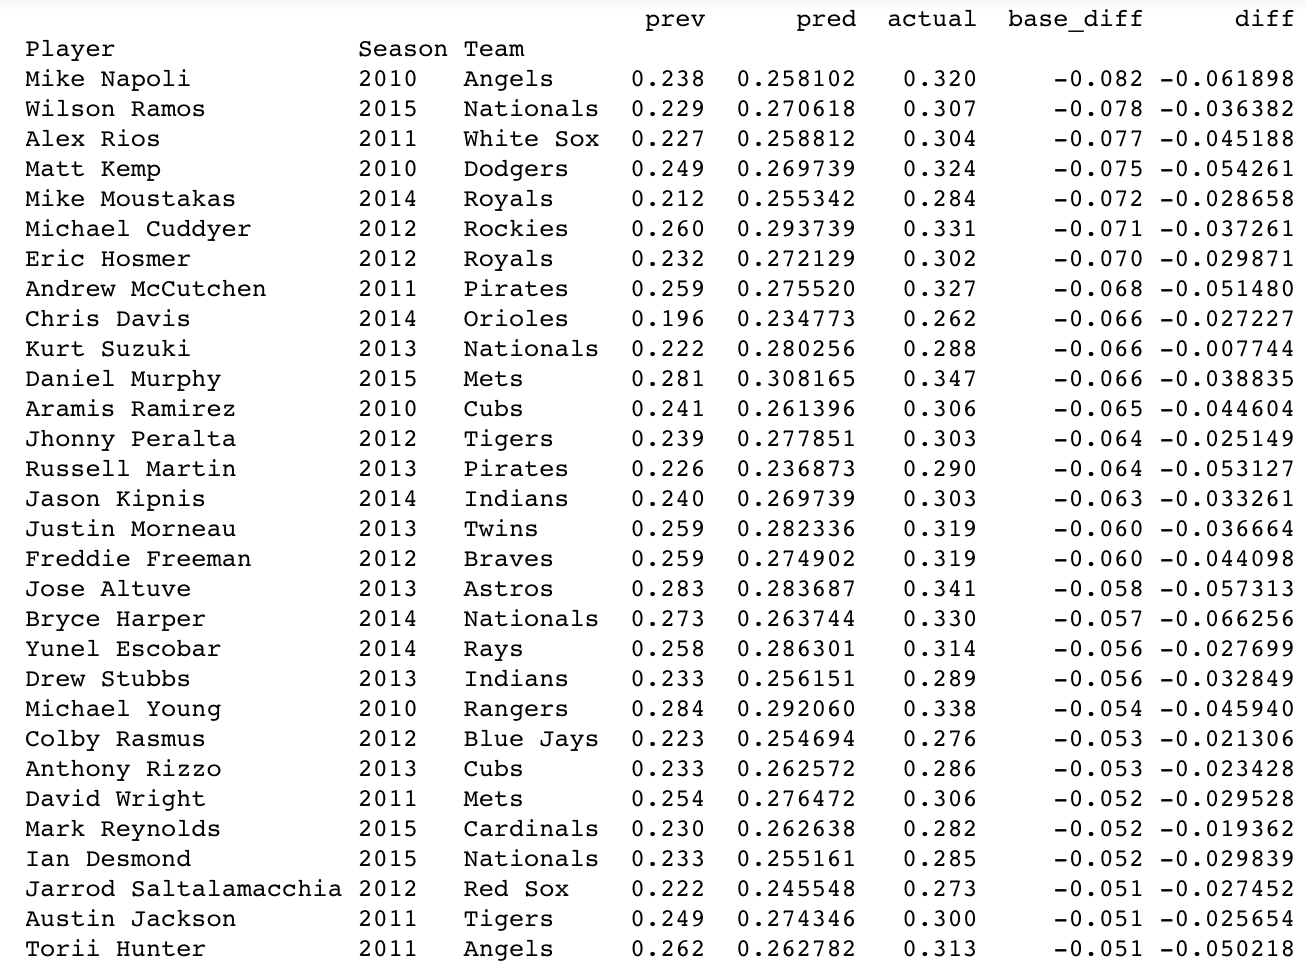 prev pred actual base_diff diff
Player Season Team
Mike Napoli 2010 Angels 0.238 0.258102 0.320 -0.082 -0.061898
Wilson Ramos 2015 Nationals 0.229 0.270618 0.307 -0.078 -0.036382
Alex Rios 2011 White Sox 0.227 0.258812 0.304 -0.077 -0.045188
Matt Kemp 2010 Dodgers 0.249 0.269739 0.324 -0.075 -0.054261
Mike Moustakas 2014 Royals 0.212 0.255342 0.284 -0.072 -0.028658
Michael Cuddyer 2012 Rockies 0.260 0.293739 0.331 -0.071 -0.037261
Eric Hosmer 2012 Royals 0.232 0.272129 0.302 -0.070 -0.029871
Andrew McCutchen 2011 Pirates 0.259 0.275520 0.327 -0.068 -0.051480
Chris Davis 2014 Orioles 0.196 0.234773 0.262 -0.066 -0.027227
Kurt Suzuki 2013 Nationals 0.222 0.280256 0.288 -0.066 -0.007744
Daniel Murphy 2015 Mets 0.281 0.308165 0.347 -0.066 -0.038835
Aramis Ramirez 2010 Cubs 0.241 0.261396 0.306 -0.065 -0.044604
Jhonny Peralta 2012 Tigers 0.239 0.277851 0.303 -0.064 -0.025149
Russell Martin 2013 Pirates 0.226 0.236873 0.290 -0.064 -0.053127
Jason Kipnis 2014 Indians 0.240 0.269739 0.303 -0.063 -0.033261
Justin Morneau 2013 Twins 0.259 0.282336 0.319 -0.060 -0.036664
Freddie Freeman 2012 Braves 0.259 0.274902 0.319 -0.060 -0.044098
Jose Altuve 2013 Astros 0.283 0.283687 0.341 -0.058 -0.057313
Bryce Harper 2014 Nationals 0.273 0.263744 0.330 -0.057 -0.066256
Yunel Escobar 2014 Rays 0.258 0.286301 0.314 -0.056 -0.027699
Drew Stubbs 2013 Indians 0.233 0.256151 0.289 -0.056 -0.032849
Michael Young 2010 Rangers 0.284 0.292060 0.338 -0.054 -0.045940
Colby Rasmus 2012 Blue Jays 0.223 0.254694 0.276 -0.053 -0.021306
Anthony Rizzo 2013 Cubs 0.233 0.262572 0.286 -0.053 -0.023428
David Wright 2011 Mets 0.254 0.276472 0.306 -0.052 -0.029528
Mark Reynolds 2015 Cardinals 0.230 0.262638 0.282 -0.052 -0.019362
Ian Desmond 2015 Nationals 0.233 0.255161 0.285 -0.052 -0.029839
Jarrod Saltalamacchia 2012 Red Sox 0.222 0.245548 0.273 -0.051 -0.027452
Austin Jackson 2011 Tigers 0.249 0.274346 0.300 -0.051 -0.025654
Torii Hunter 2011 Angels 0.262 0.262782 0.313 -0.051 -0.050218